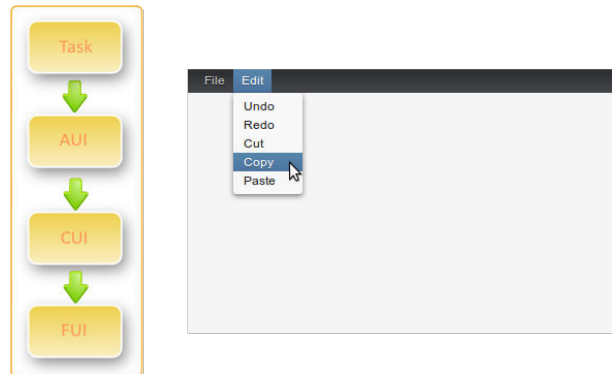 Task
AUI
CUI
FUI
File Edit
Undo
Redo
Cut
Copy
Paste